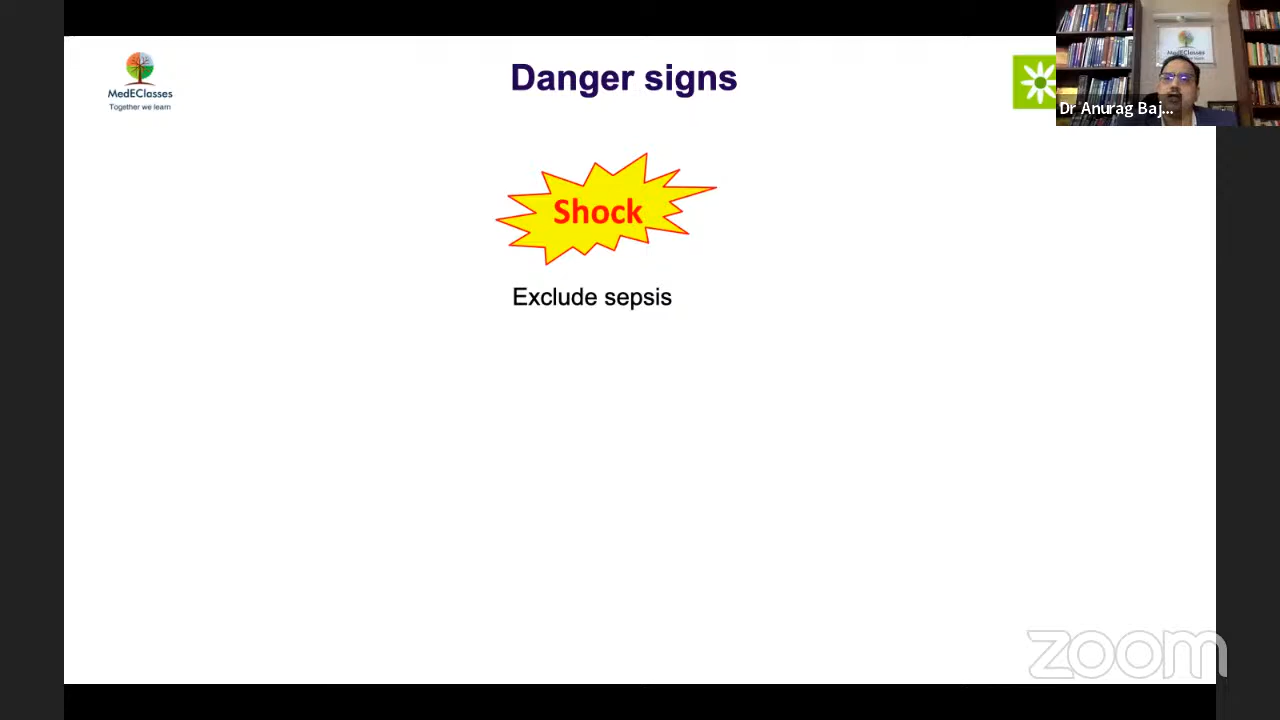 MedEClasses
Together we learn
Danger signs
Dr Anurag Baj...
Shock
Exclude sepsis
zoom